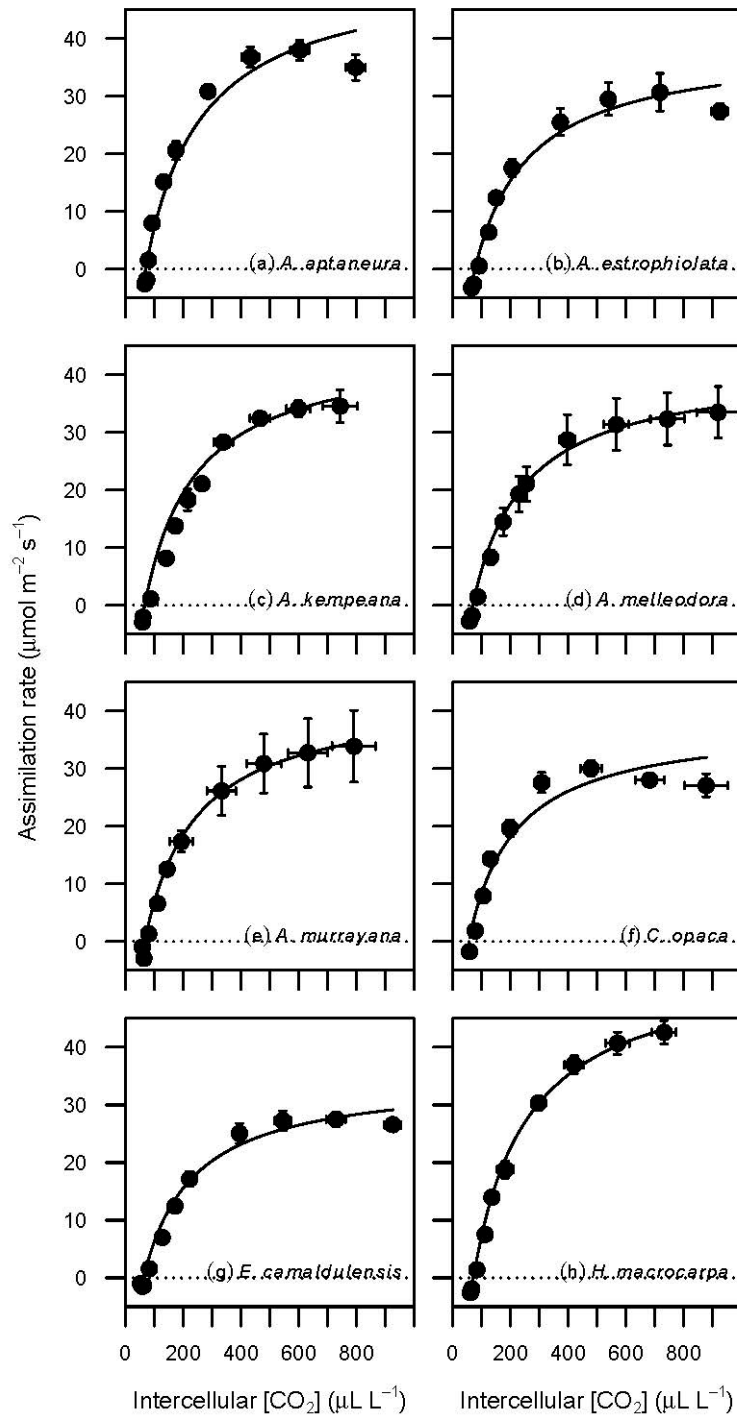 40
30
20
10
0
(a) A. aptaneura
(b) A. estrophiolata
40
30
20
10
0
(c) A. kempeana
(d) A. melleodora
Assimilation rate (μmol m⁻² s⁻¹)
40
30
20
10
0
(e) A. murrayana
(f) C. opaca
40
30
20
10
0
(g) E. camaldulensis
(h) H. macrocarpa
0 200 400 600 800 0 200 400 600 800
Intercellular [CO₂] (μL L⁻¹) Intercellular [CO₂] (μL L⁻¹)